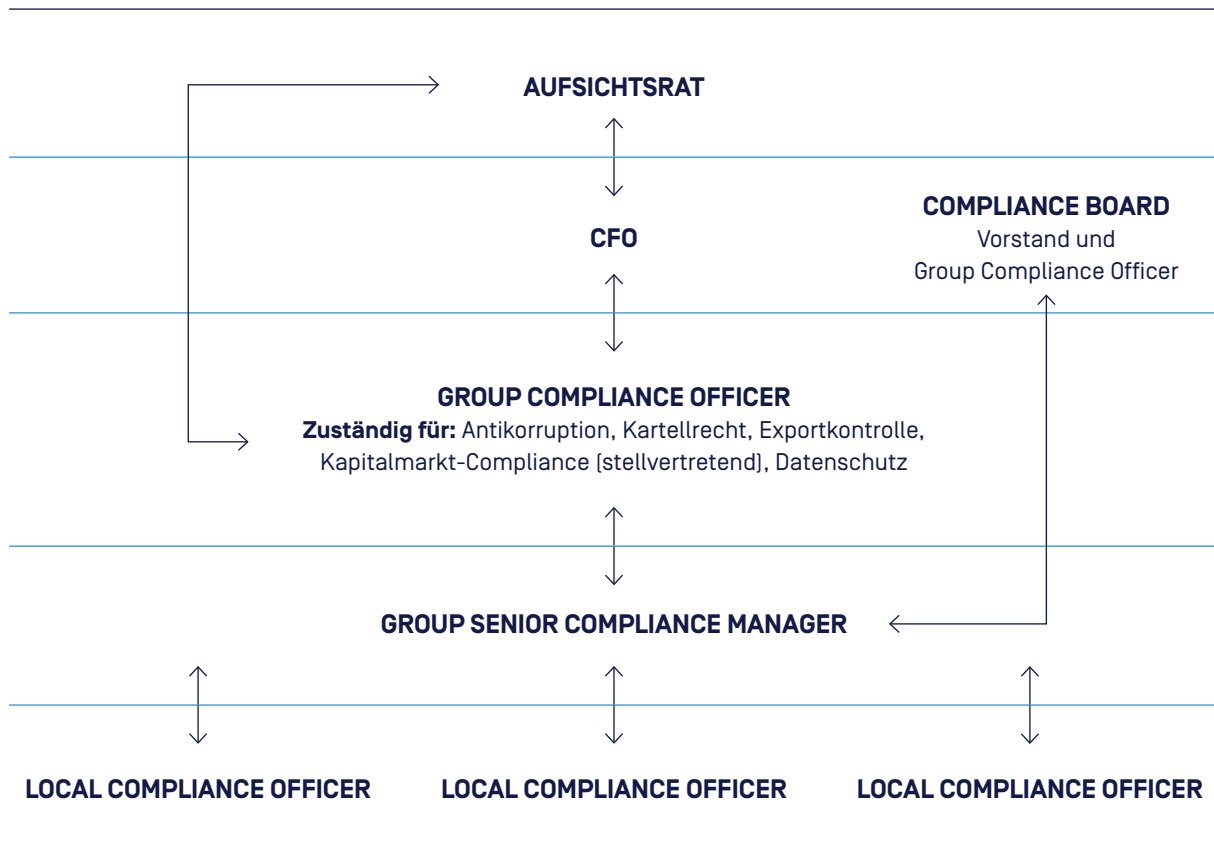 AUFSICHTSRAT
CFO
COMPLIANCE BOARD
Vorstand und
Group Compliance Officer
GROUP COMPLIANCE OFFICER
Zuständig für: Antikorruption, Kartellrecht, Exportkontrolle,
Kapitalmarkt-Compliance (stellvertretend), Datenschutz
GROUP SENIOR COMPLIANCE MANAGER
LOCAL COMPLIANCE OFFICER
LOCAL COMPLIANCE OFFICER
LOCAL COMPLIANCE OFFICER